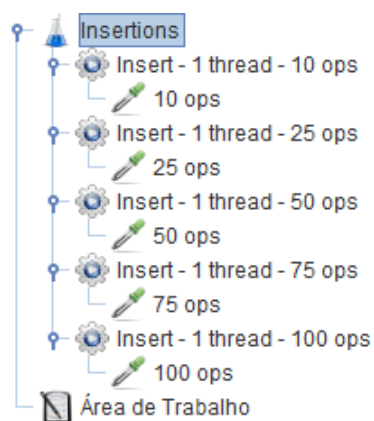 Insertions
Insert - 1 thread - 10 ops
10 ops
Insert - 1 thread - 25 ops
25 ops
Insert - 1 thread - 50 ops
50 ops
Insert - 1 thread - 75 ops
75 ops
Insert - 1 thread - 100 ops
100 ops
Área de Trabalho